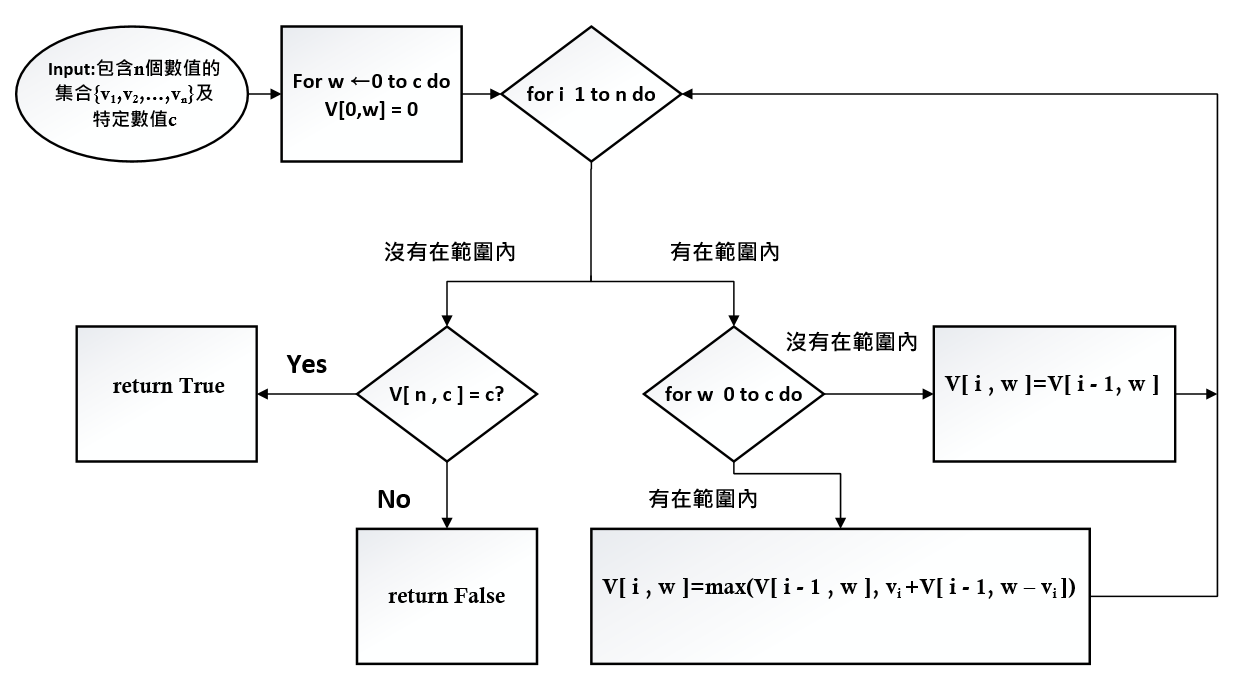 Input:包含n個數值的
集合{v₁,v₂,...,vₙ}及
特定數值c
For w ←0 to c do
V[0,w] = 0
for i 1 to n do
沒有在範圍內
有在範圍內
沒有在範圍內
Yes
return True
V[ n , c ] = c?
for w 0 to c do
V[ i , w ]=V[ i - 1, w ]
No
有在範圍內
return False
V[ i , w ]=max(V[ i - 1 , w ], vᵢ+V[ i - 1, w – vᵢ])